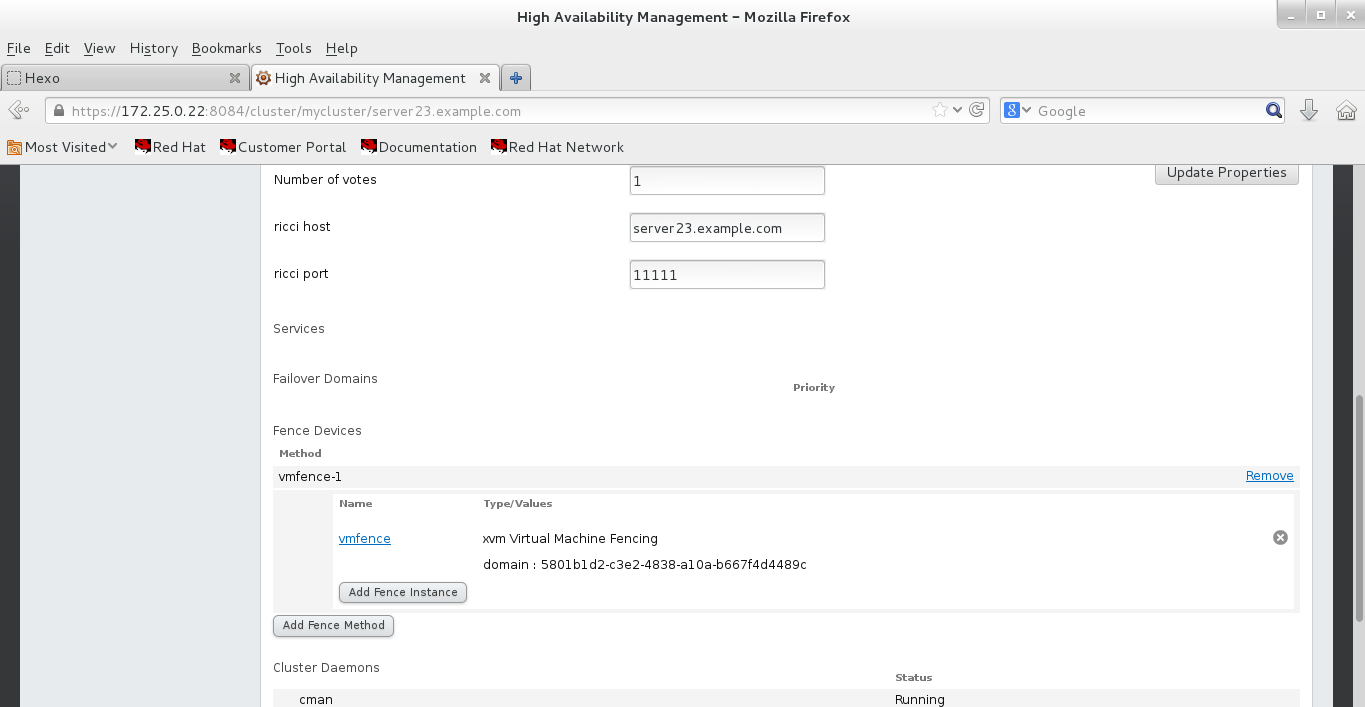 High Availability Management - Mozilla Firefox
File Edit View History Bookmarks Tools Help
Hexo High Availability Management
https://172.25.0.22:8084/cluster/mycluster/server23.example.com 8 Google
Most Visited Red Hat Customer Portal Documentation Red Hat Network
Number of votes 1 Update Properties
ricci host server23.example.com
ricci port 11111
Services
Failover Domains
Priority
Fence Devices
Method
vmfence-1 Remove
Name Type/Values
vmfence xvm Virtual Machine Fencing
domain : 5801b1d2-c3e2-4838-a10a-b667f4d4489c
Add Fence Instance
Add Fence Method
Cluster Daemons
Status
cman Running